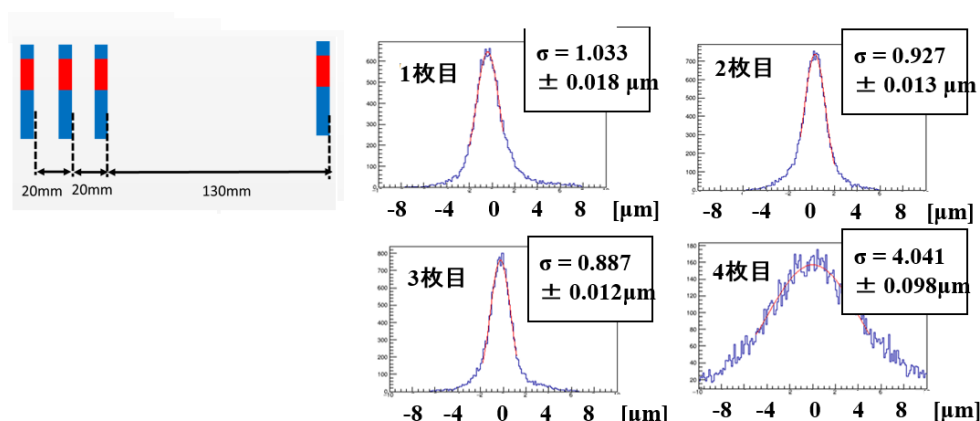 20mm
20mm
130mm
1枚目
σ = 1.033
± 0.018 μm
-8 -4 0 4 8 [μm]
2枚目
σ = 0.927
± 0.013 μm
-8 -4 0 4 8 [μm]
3枚目
σ = 0.887
± 0.012μm
-8 -4 0 4 8 [μm]
4枚目
σ = 4.041
± 0.098μm
-8 -4 0 4 8 [μm]